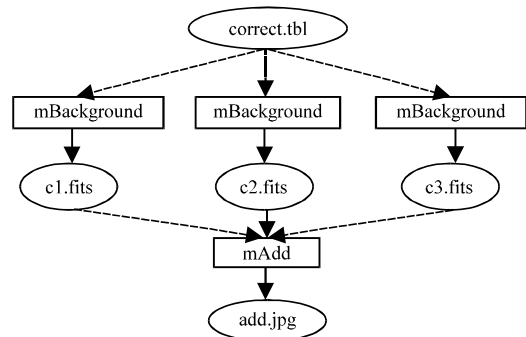 correct.tbl
mBackground
mBackground
mBackground
c1.fits
c2.fits
c3.fits
mAdd
add.jpg